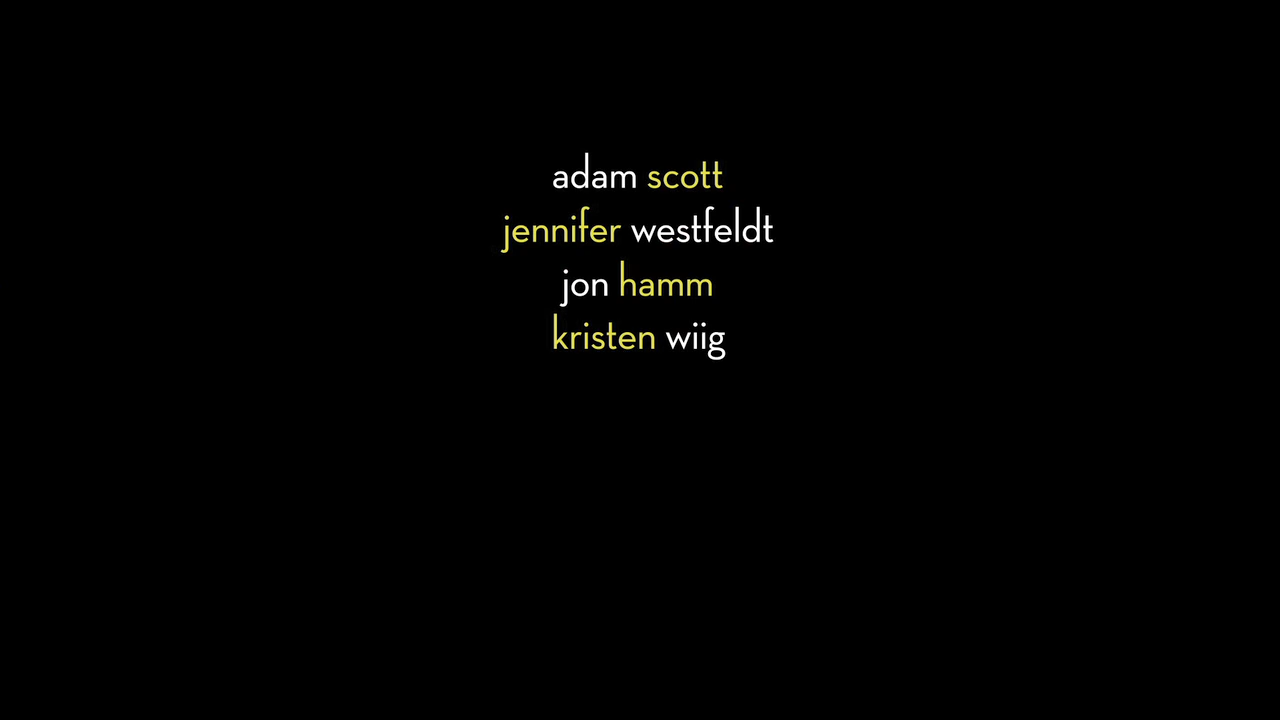 adam scott
jennifer westfeldt
jon hamm
kristen wiig